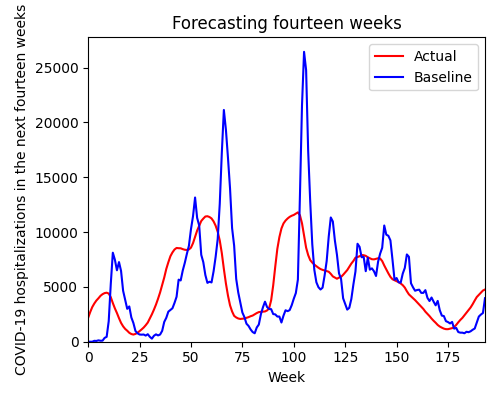 Forecasting fourteen weeks
COVID-19 hospitalizations in the next fourteen weeks
25000
20000
15000
10000
5000
0
Actual
Baseline
0 25 50 75 100 125 150 175
Week